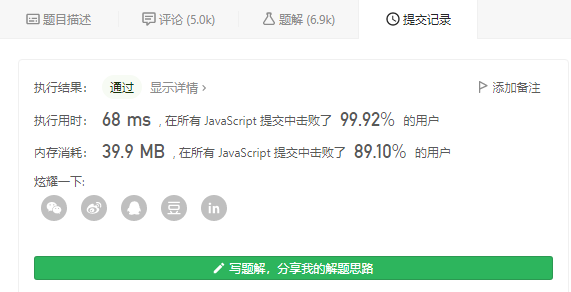 题目描述 评论 (5.0k) 题解 (6.9k) 提交记录
执行结果： 通过 显示详情 › 添加备注
执行用时： 68 ms , 在所有 JavaScript 提交中击败了 99.92% 的用户
内存消耗： 39.9 MB , 在所有 JavaScript 提交中击败了 89.10% 的用户
炫耀一下:
豆 in
写题解，分享我的解题思路